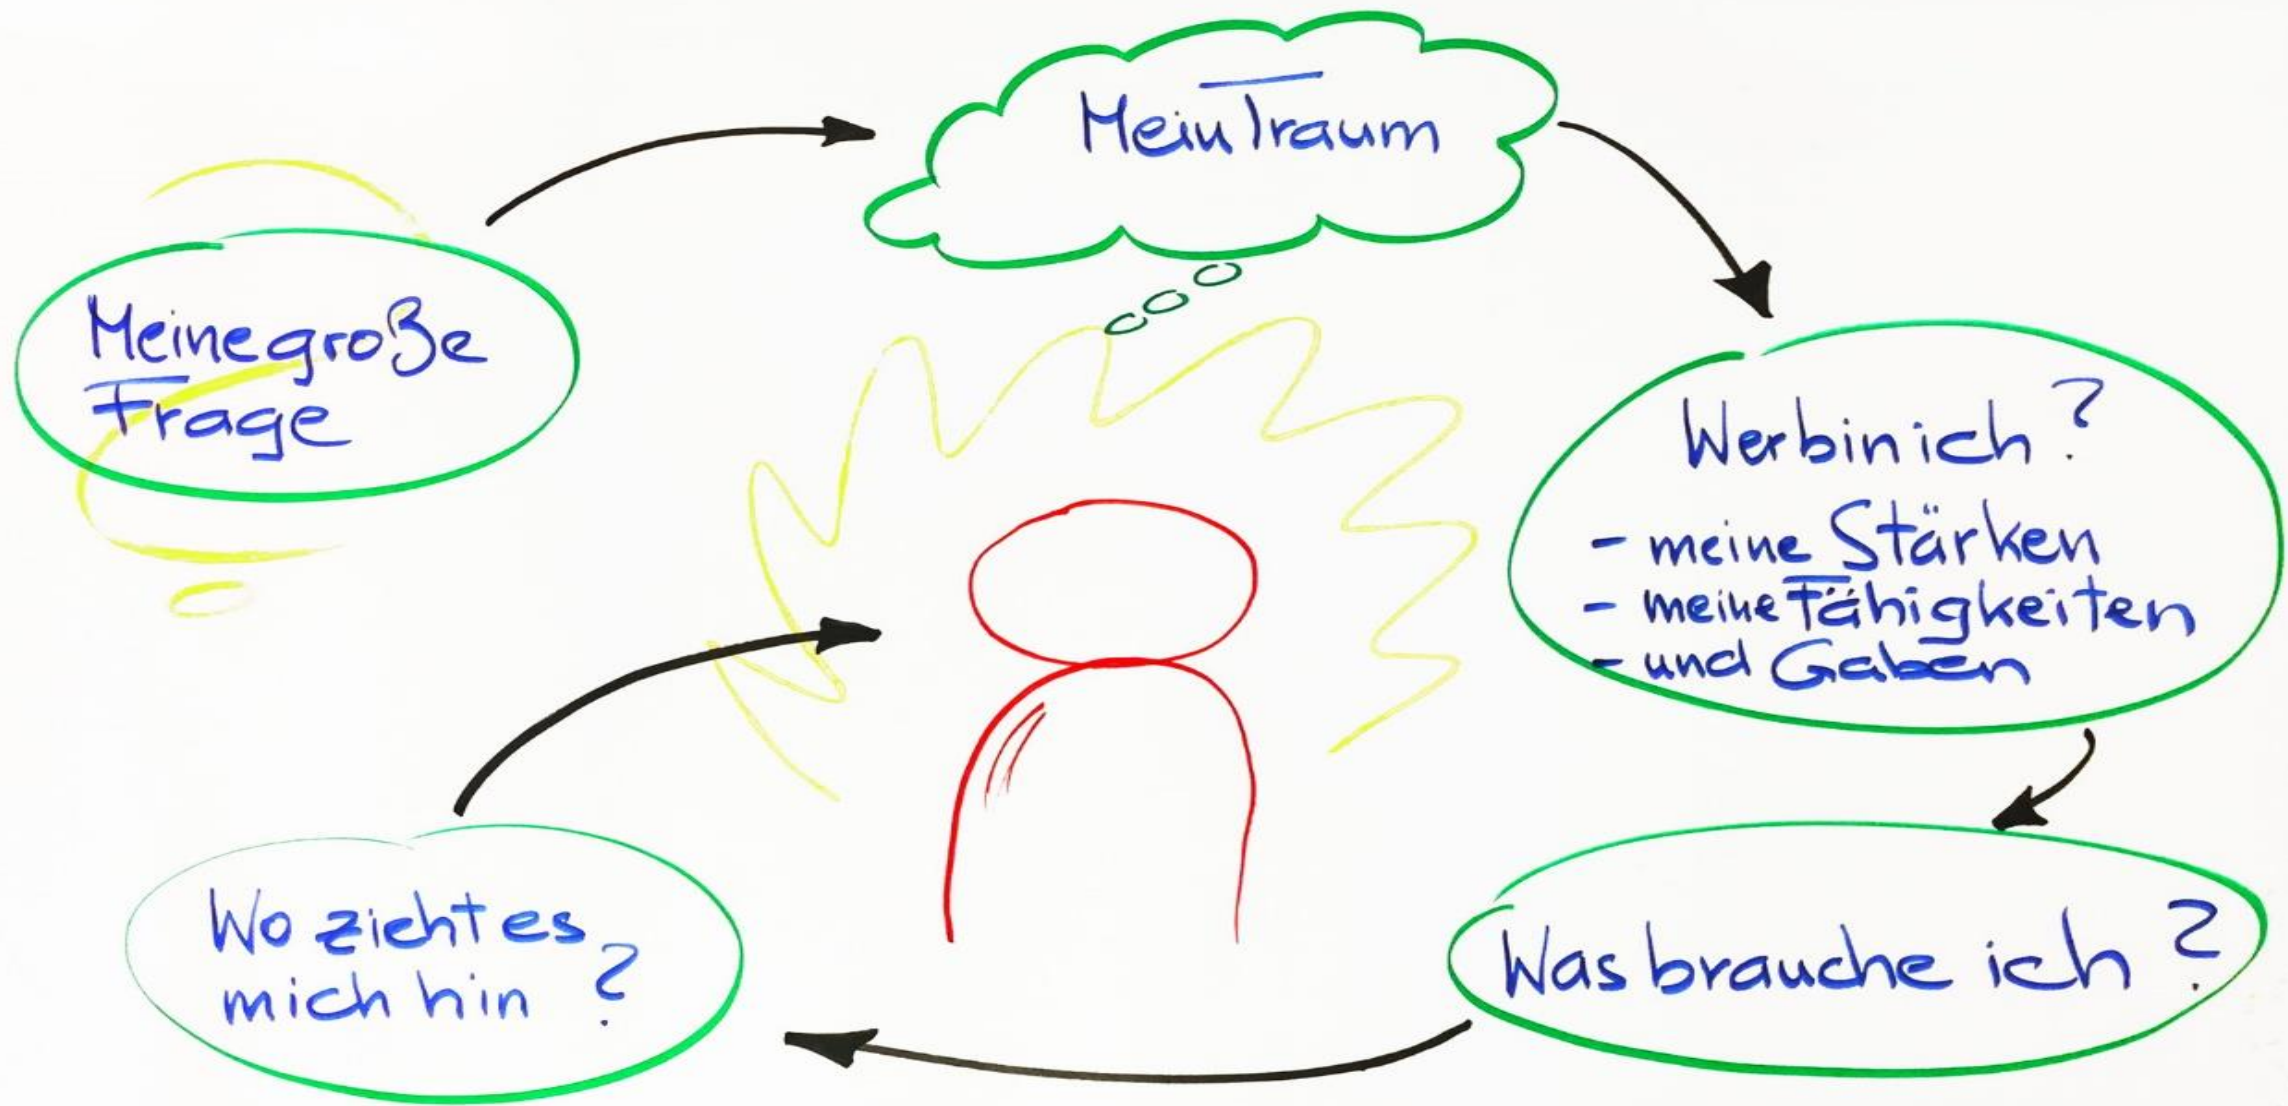 Meine große
Frage
Mein Traum
Wer bin ich?
- meine Stärken
- meine Fähigkeiten
- und Gaben
Was brauche ich?
Wo zieht es
mich hin?